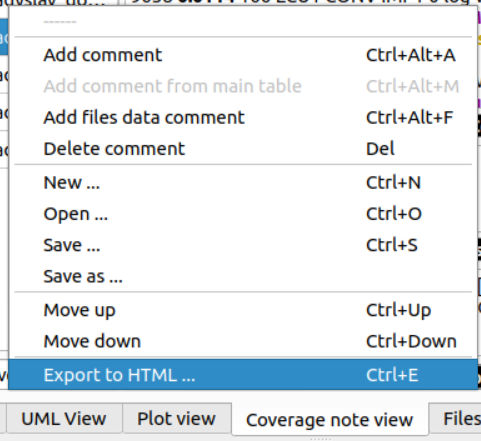 ------
Add comment Ctrl+Alt+A
Add comment from main table Ctrl+Alt+M
Add files data comment Ctrl+Alt+F
Delete comment Del
New ... Ctrl+N
Open ... Ctrl+O
Save ... Ctrl+S
Save as ...
Move up Ctrl+Up
Move down Ctrl+Down
Export to HTML ... Ctrl+E
UML View Plot view Coverage note view Files